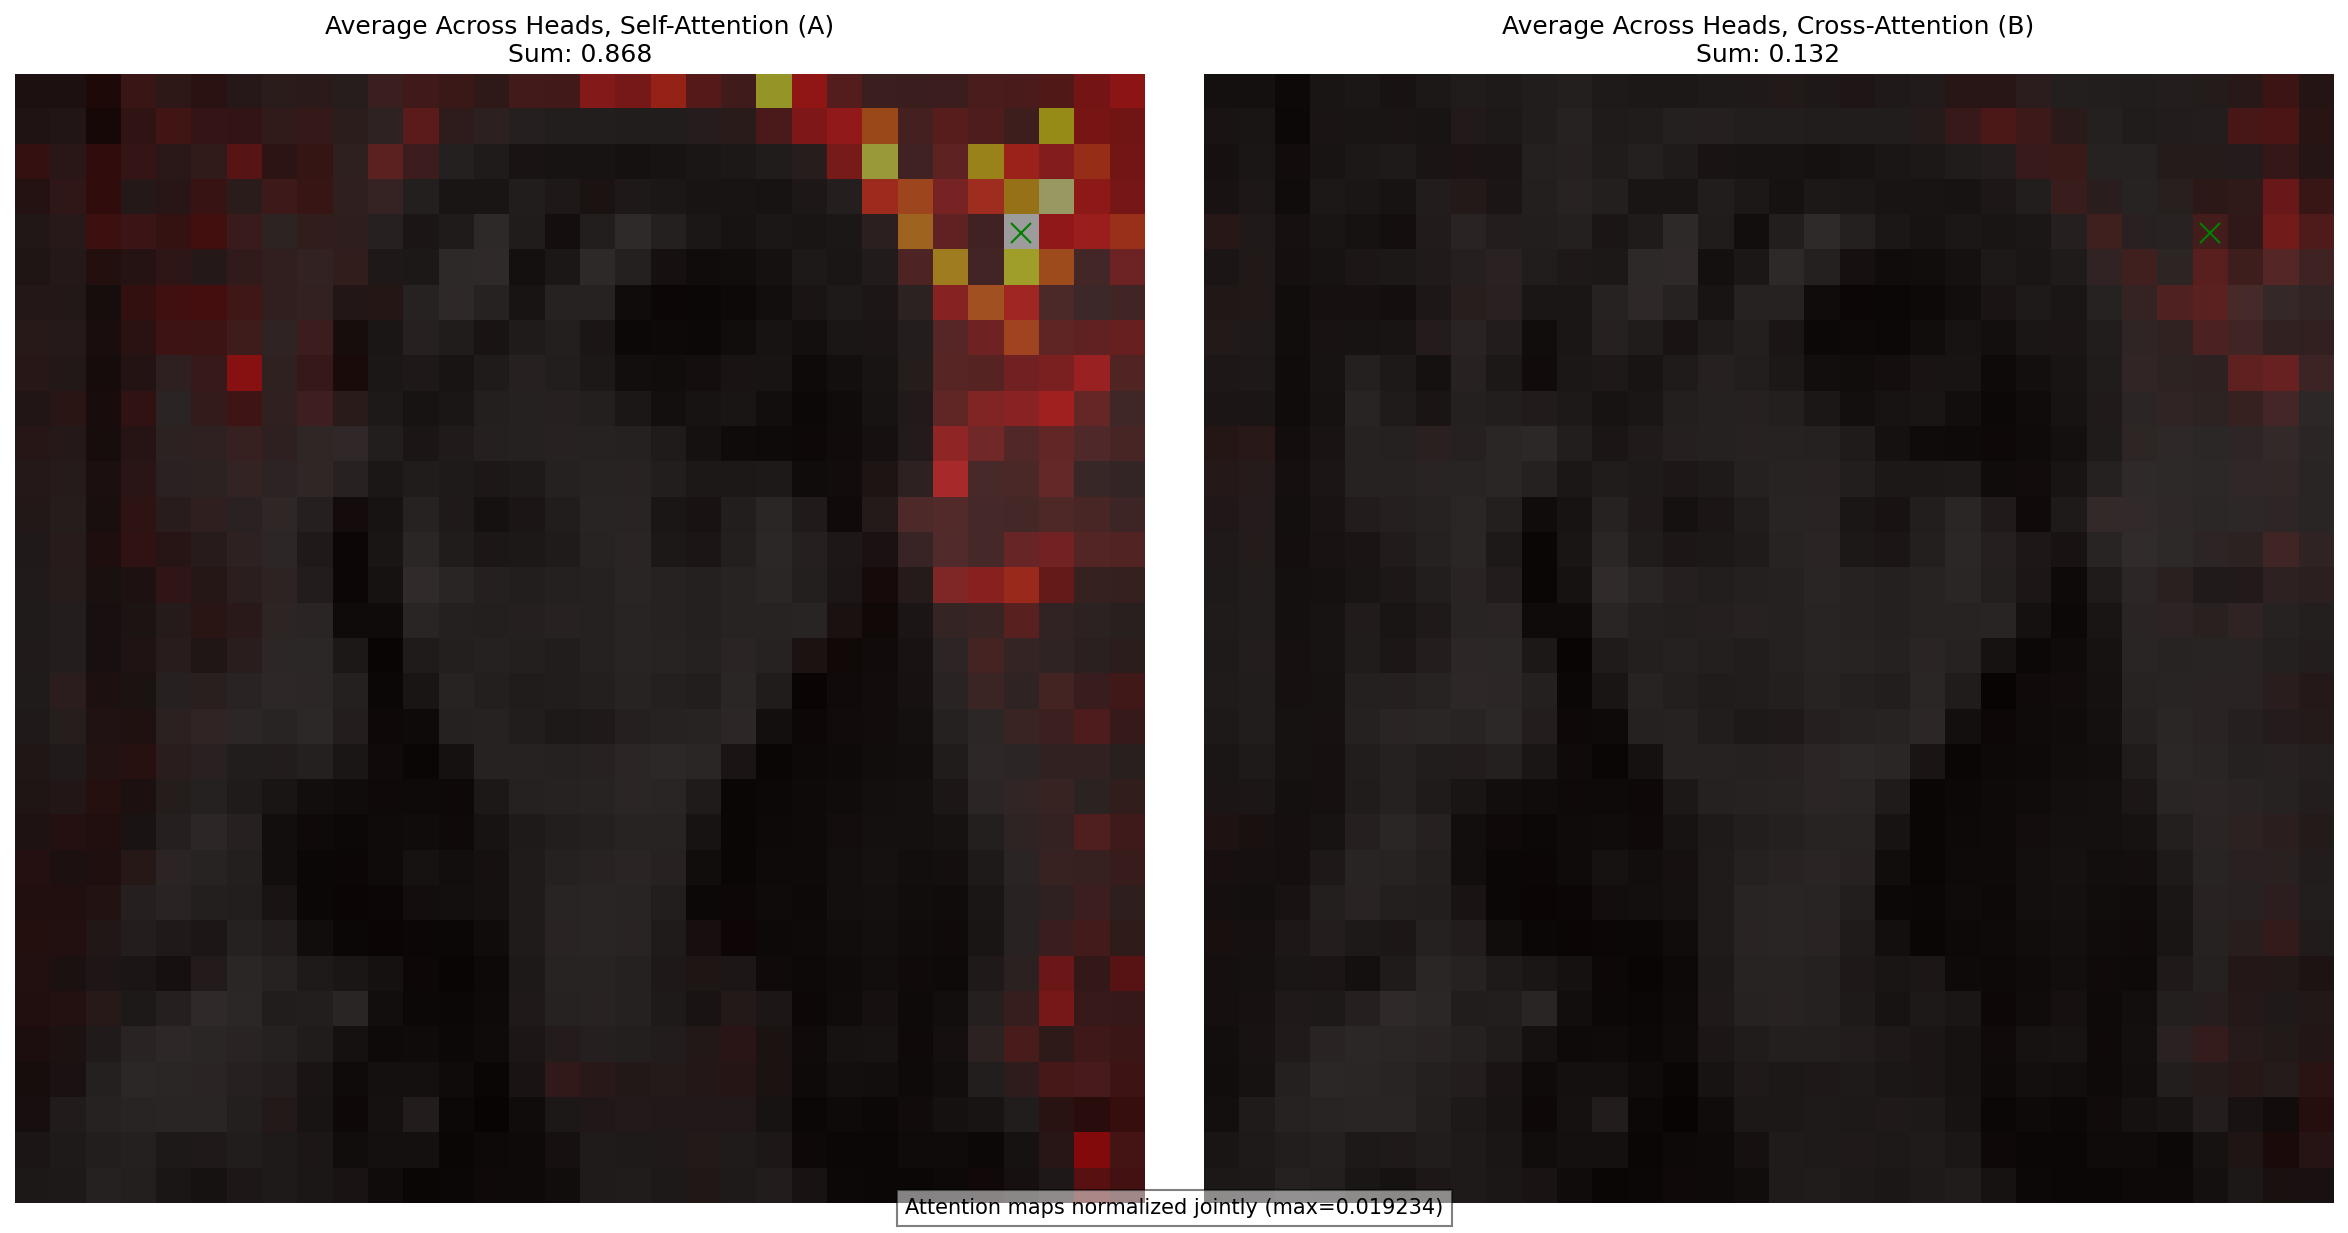 Average Across Heads, Self-Attention (A)
Sum: 0.868
Average Across Heads, Cross-Attention (B)
Sum: 0.132
Attention maps normalized jointly (max=0.019234)